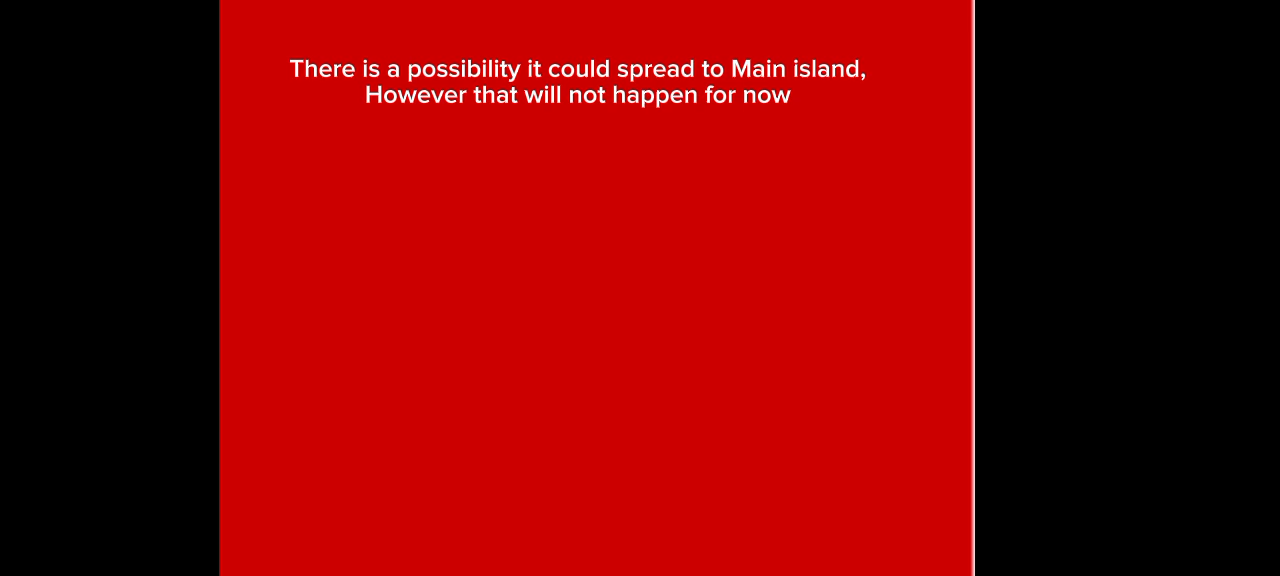 There is a possibility it could spread to Main island,
However that will not happen for now